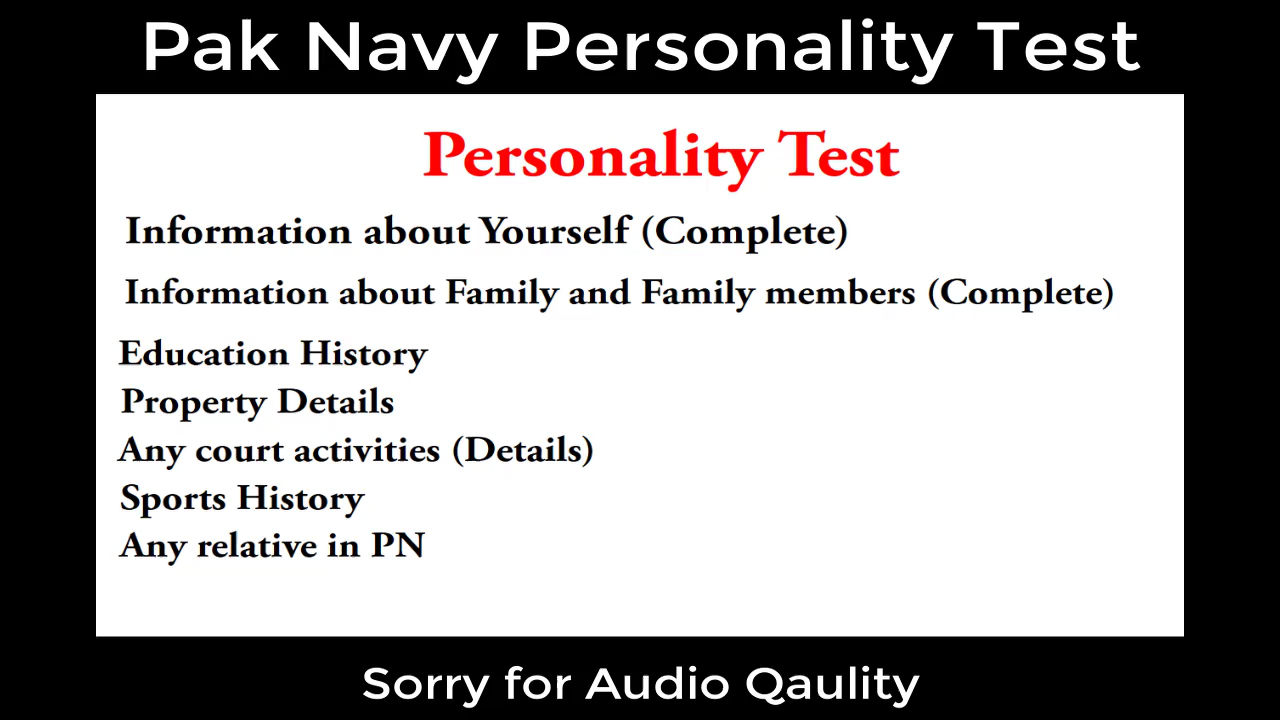 Pak Navy Personality Test
Personality Test
Information about Yourself (Complete)
Information about Family and Family members (Complete)
Education History
Property Details
Any court activities (Details)
Sports History
Any relative in PN
Sorry for Audio Qaulity